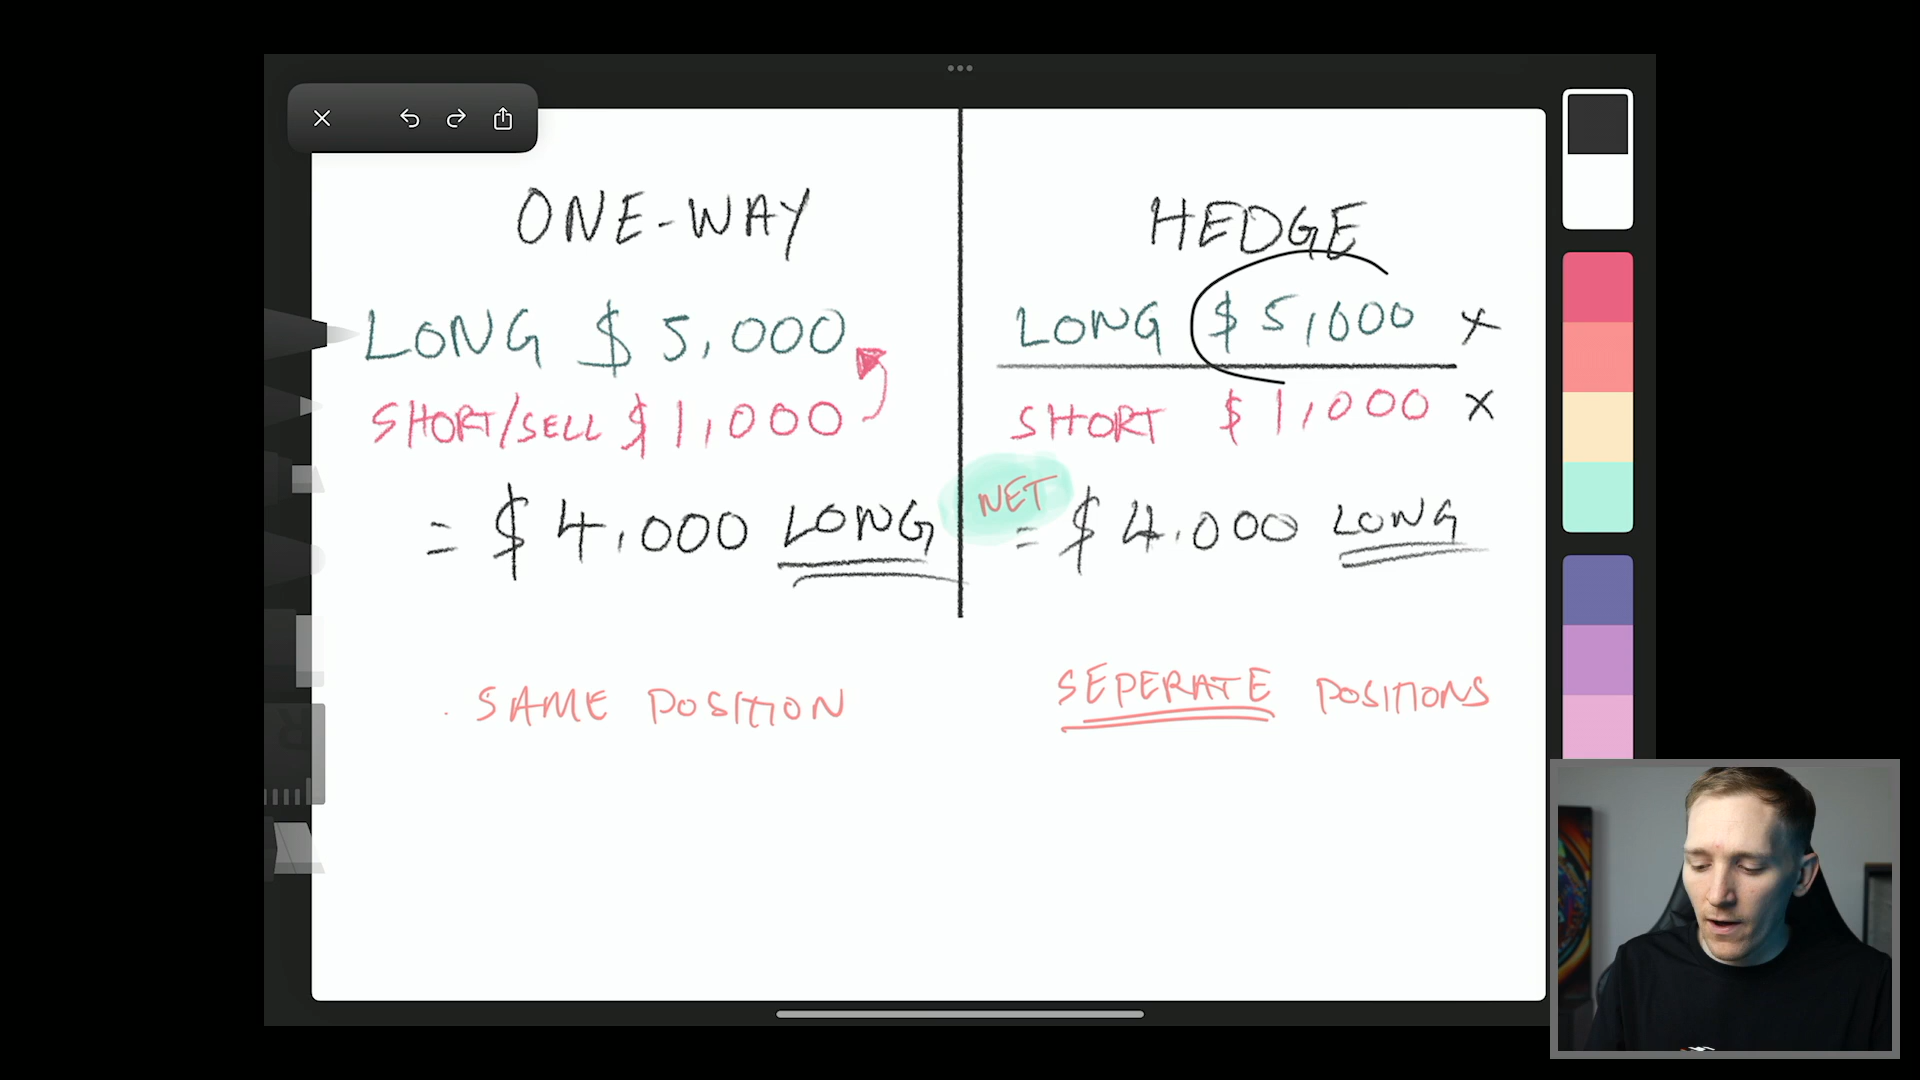 ONE-WAY
LONG $ 5,000
SHORT/SELL $1,000
= $ 4,000 LONG
SAME POSITION
HEDGE
LONG $5,000 x
SHORT $1,000 x
NET
= $ 4,000 LONG
SEPERATE POSITIONS